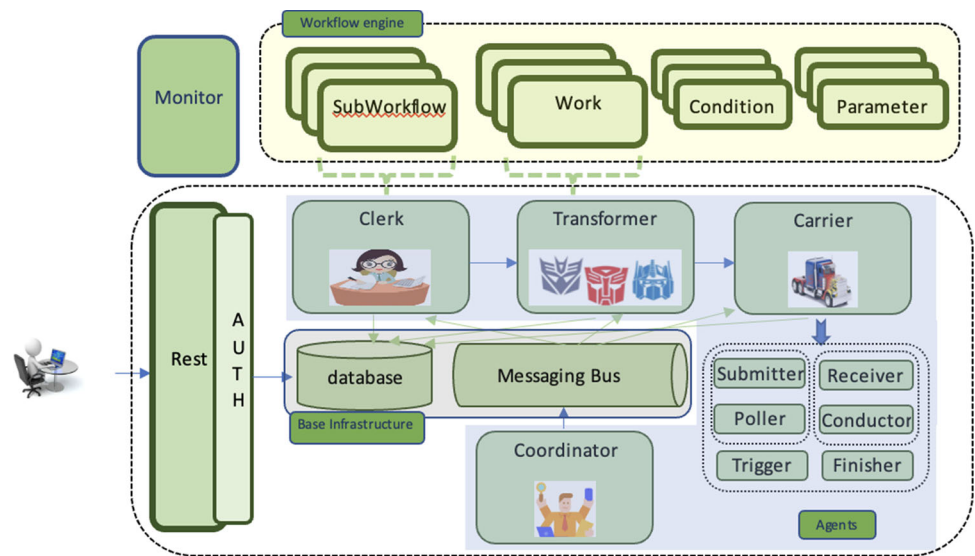 Workflow engine
Monitor
SubWorkflow
Work
Condition
Parameter
Clerk
Transformer
Carrier
Rest
A
U
T
H
database
Messaging Bus
Base Infrastructure
Submitter
Receiver
Poller
Conductor
Trigger
Finisher
Coordinator
Agents